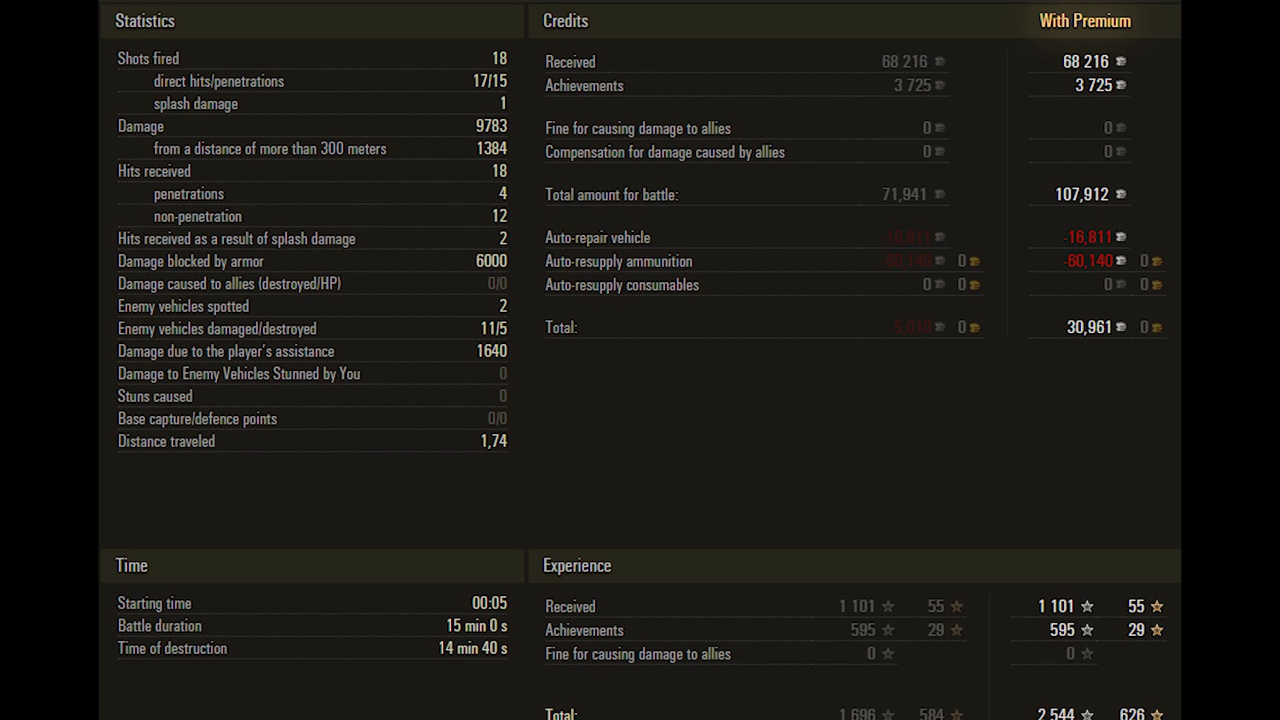 Statistics
Shots fired 18
direct hits/penetrations 17/15
splash damage 1
Damage 9783
from a distance of more than 300 meters 1384
Hits received 18
penetrations 4
non-penetration 12
Hits received as a result of splash damage 2
Damage blocked by armor 6000
Damage caused to allies (destroyed/HP) 0/0
Enemy vehicles spotted 2
Enemy vehicles damaged/destroyed 11/5
Damage due to the player's assistance 1640
Damage to Enemy Vehicles Stunned by You 0
Stuns caused 0
Base capture/defence points 0/0
Distance traveled 1,74
Credits With Premium
Received 68 216 68 216
Achievements 3 725 3 725
Fine for causing damage to allies 0 0
Compensation for damage caused by allies 0 0
Total amount for battle: 71,941 107,912
Auto-repair vehicle -16,811 -16,811
Auto-resupply ammunition -60,140 0 -60,140 0
Auto-resupply consumables 0 0 0 0
Total: -5,010 0 30,961 0
Time
Starting time 00:05
Battle duration 15 min 0 s
Time of destruction 14 min 40 s
Experience
Received 1 101 55 1 101 55
Achievements 595 29 595 29
Fine for causing damage to allies 0 0
Total: 1 696 584 2 544 626